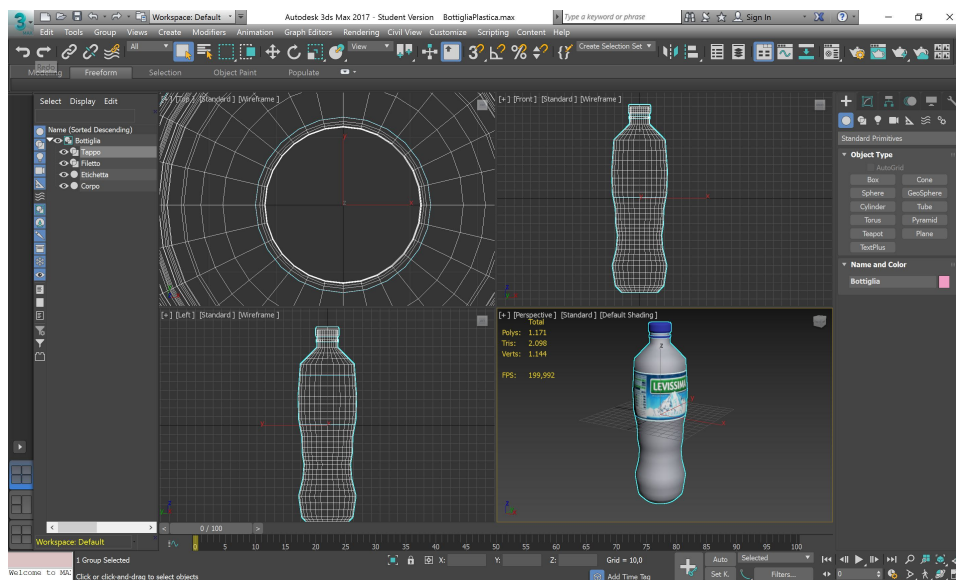 Workspace: Default
Autodesk 3ds Max 2017 - Student Version BottigliaPlastica.max
Type a keyword or phrase
Sign In
Edit Tools Group Views Create Modifiers Animation Graph Editors Rendering Civil View Customize Scripting Content Help
All
View
Create Selection Set
Redo
Freeform Selection Object Paint Populate
Select Display Edit
Name (Sorted Descending)
Bottiglia
Tappo
Filetto
Etichetta
Corpo
[+] [Top] [Standard] [Wireframe]
[+] [Front] [Standard] [Wireframe]
[+] [Left] [Standard] [Wireframe]
[+] [Perspective] [Standard] [Default Shading]
Total
Polys: 1.171
Tris: 2.098
Verts: 1.144
FPS: 199,992
LEVISSIMA
Standard Primitives
Object Type
AutoGrid
Box Cone
Sphere GeoSphere
Cylinder Tube
Torus Pyramid
Teapot Plane
TextPlus
Name and Color
Bottiglia
0 / 100
Workspace: Default
0 5 10 15 20 25 30 35 40 45 50 55 60 65 70 75 80 85 90 95 100
1 Group Selected
X: Y: Z: Grid = 10,0
Auto Selected
Welcome to MAX
Click or click-and-drag to select objects
Add Time Tag
Set K. Filters...
0